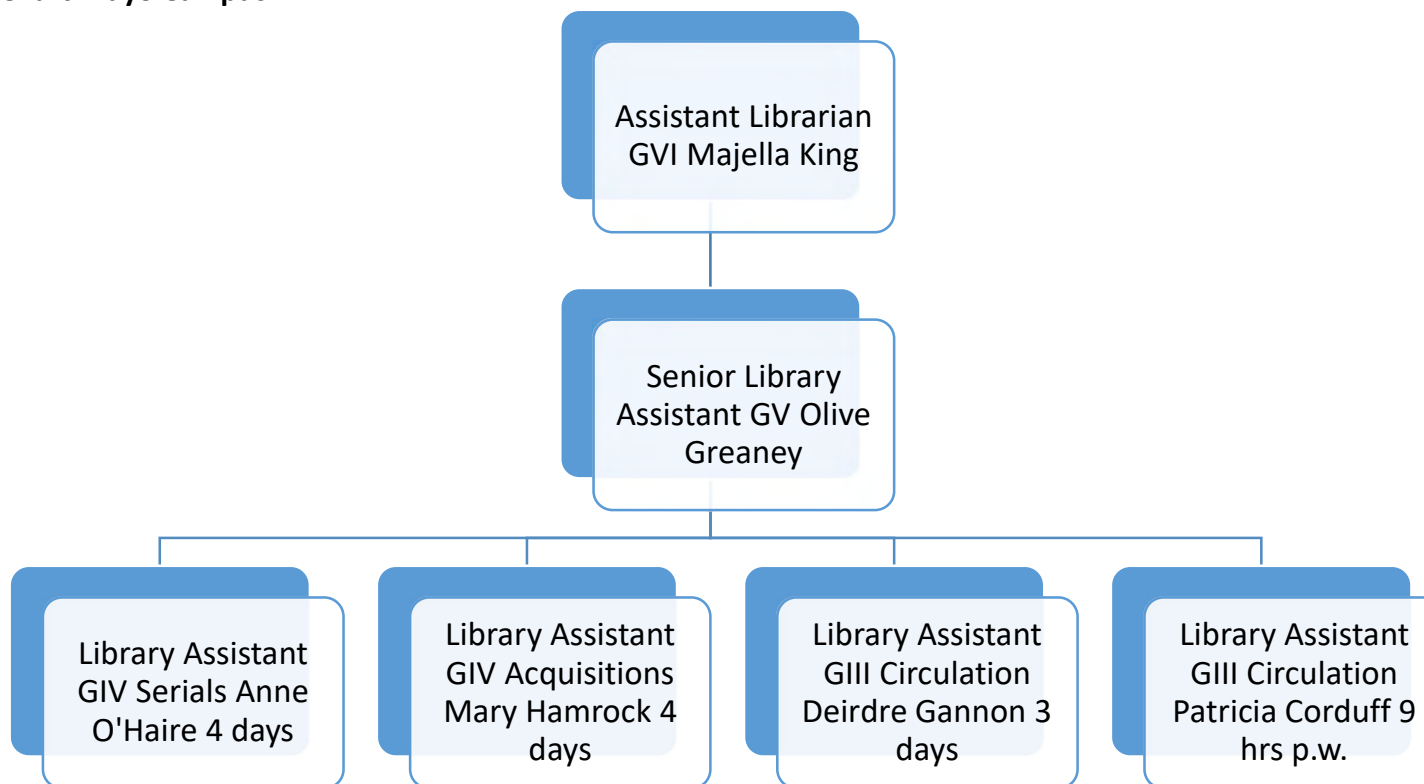 Assistant Librarian
GVI Majella King
Senior Library
Assistant GV Olive
Greaney
Library Assistant
GIV Serials Anne
O'Haire 4 days
Library Assistant
GIV Acquisitions
Mary Hamrock 4
days
Library Assistant
GIII Circulation
Deirdre Gannon 3
days
Library Assistant
GIII Circulation
Patricia Corduff 9
hrs p.w.